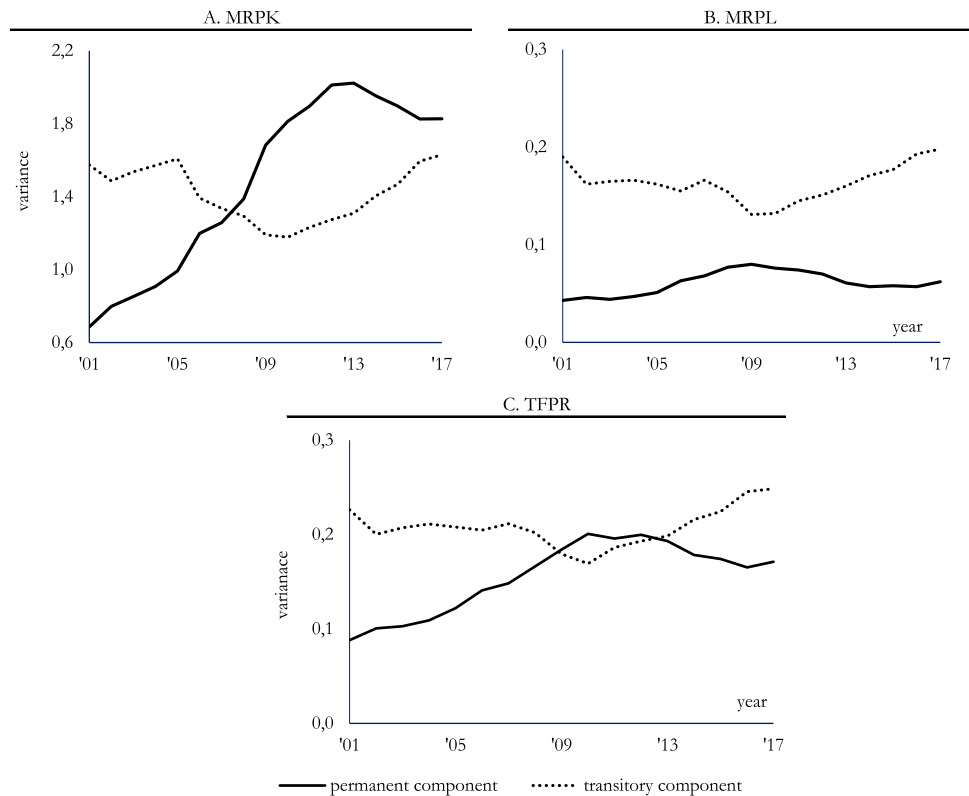 A. MRPK
2,2
1,8
1,4
1,0
0,6
variance
'01 '05 '09 '13 '17
B. MRPL
0,3
0,2
0,1
0,0
year
'01 '05 '09 '13 '17
C. TFPR
0,3
0,2
0,1
0,0
varianace
year
'01 '05 '09 '13 '17
permanent component transitory component